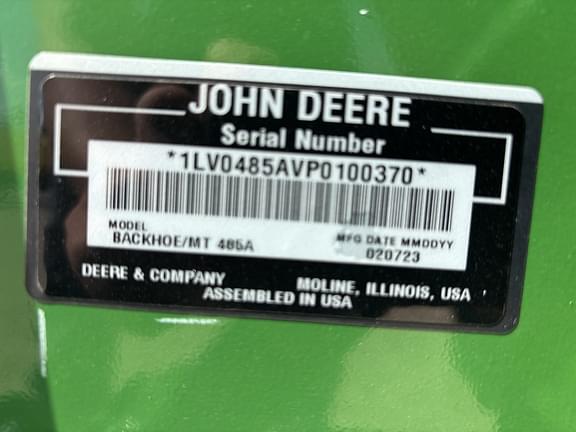 JOHN DEERE
Serial Number
*1LV0485AVP0100370*
MODEL
BACKHOE/MT 485A
MFG DATE MMDDYY
020723
DEERE & COMPANY
MOLINE, ILLINOIS, USA
ASSEMBLED IN USA